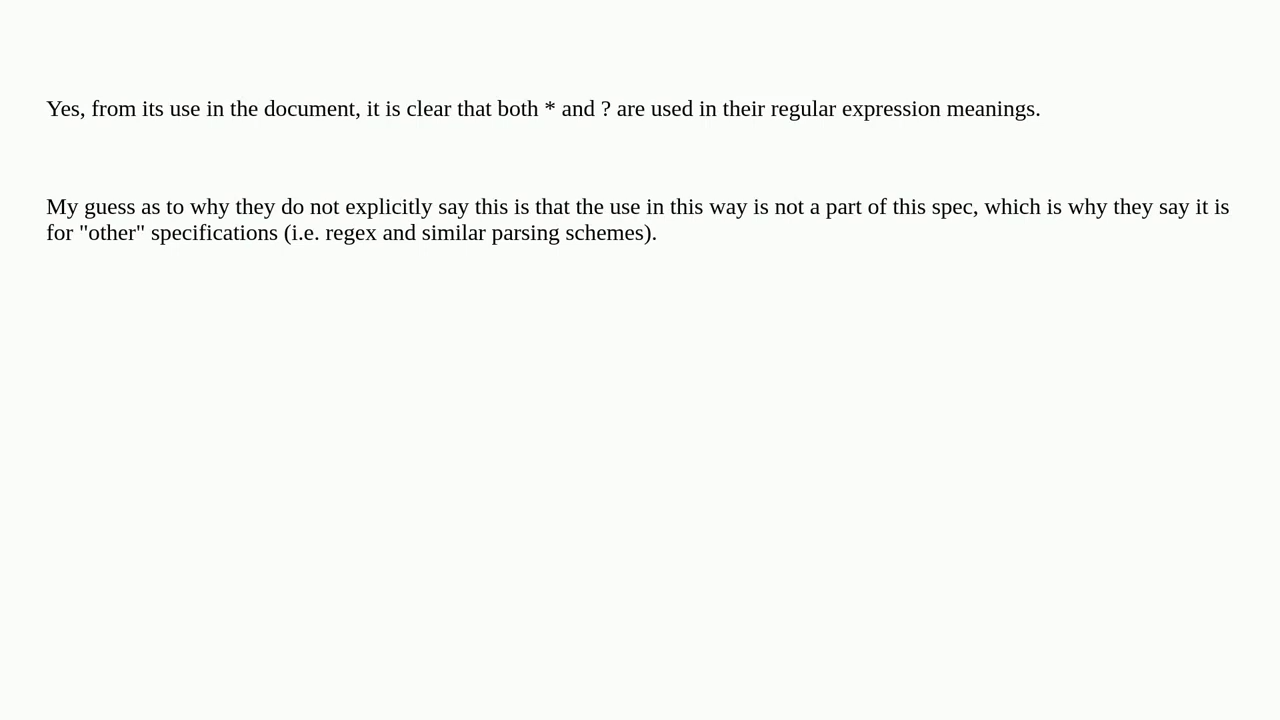 Yes, from its use in the document, it is clear that both * and ? are used in their regular expression meanings.
My guess as to why they do not explicitly say this is that the use in this way is not a part of this spec, which is why they say it is
for "other" specifications (i.e. regex and similar parsing schemes).